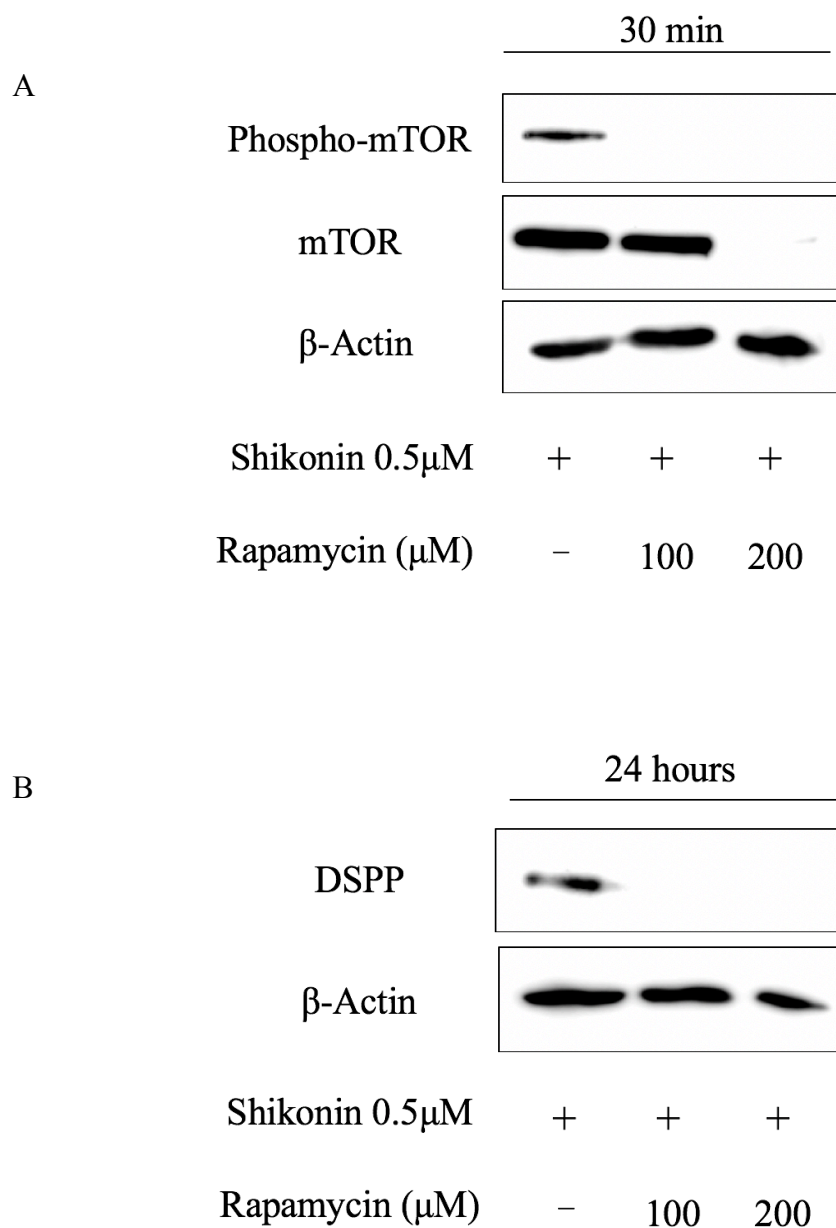 30 min
A
Phospho-mTOR
mTOR
β-Actin
Shikonin 0.5μM + + +
Rapamycin (μM) − 100 200
24 hours
B
DSPP
β-Actin
Shikonin 0.5μM + + +
Rapamycin (μM) − 100 200